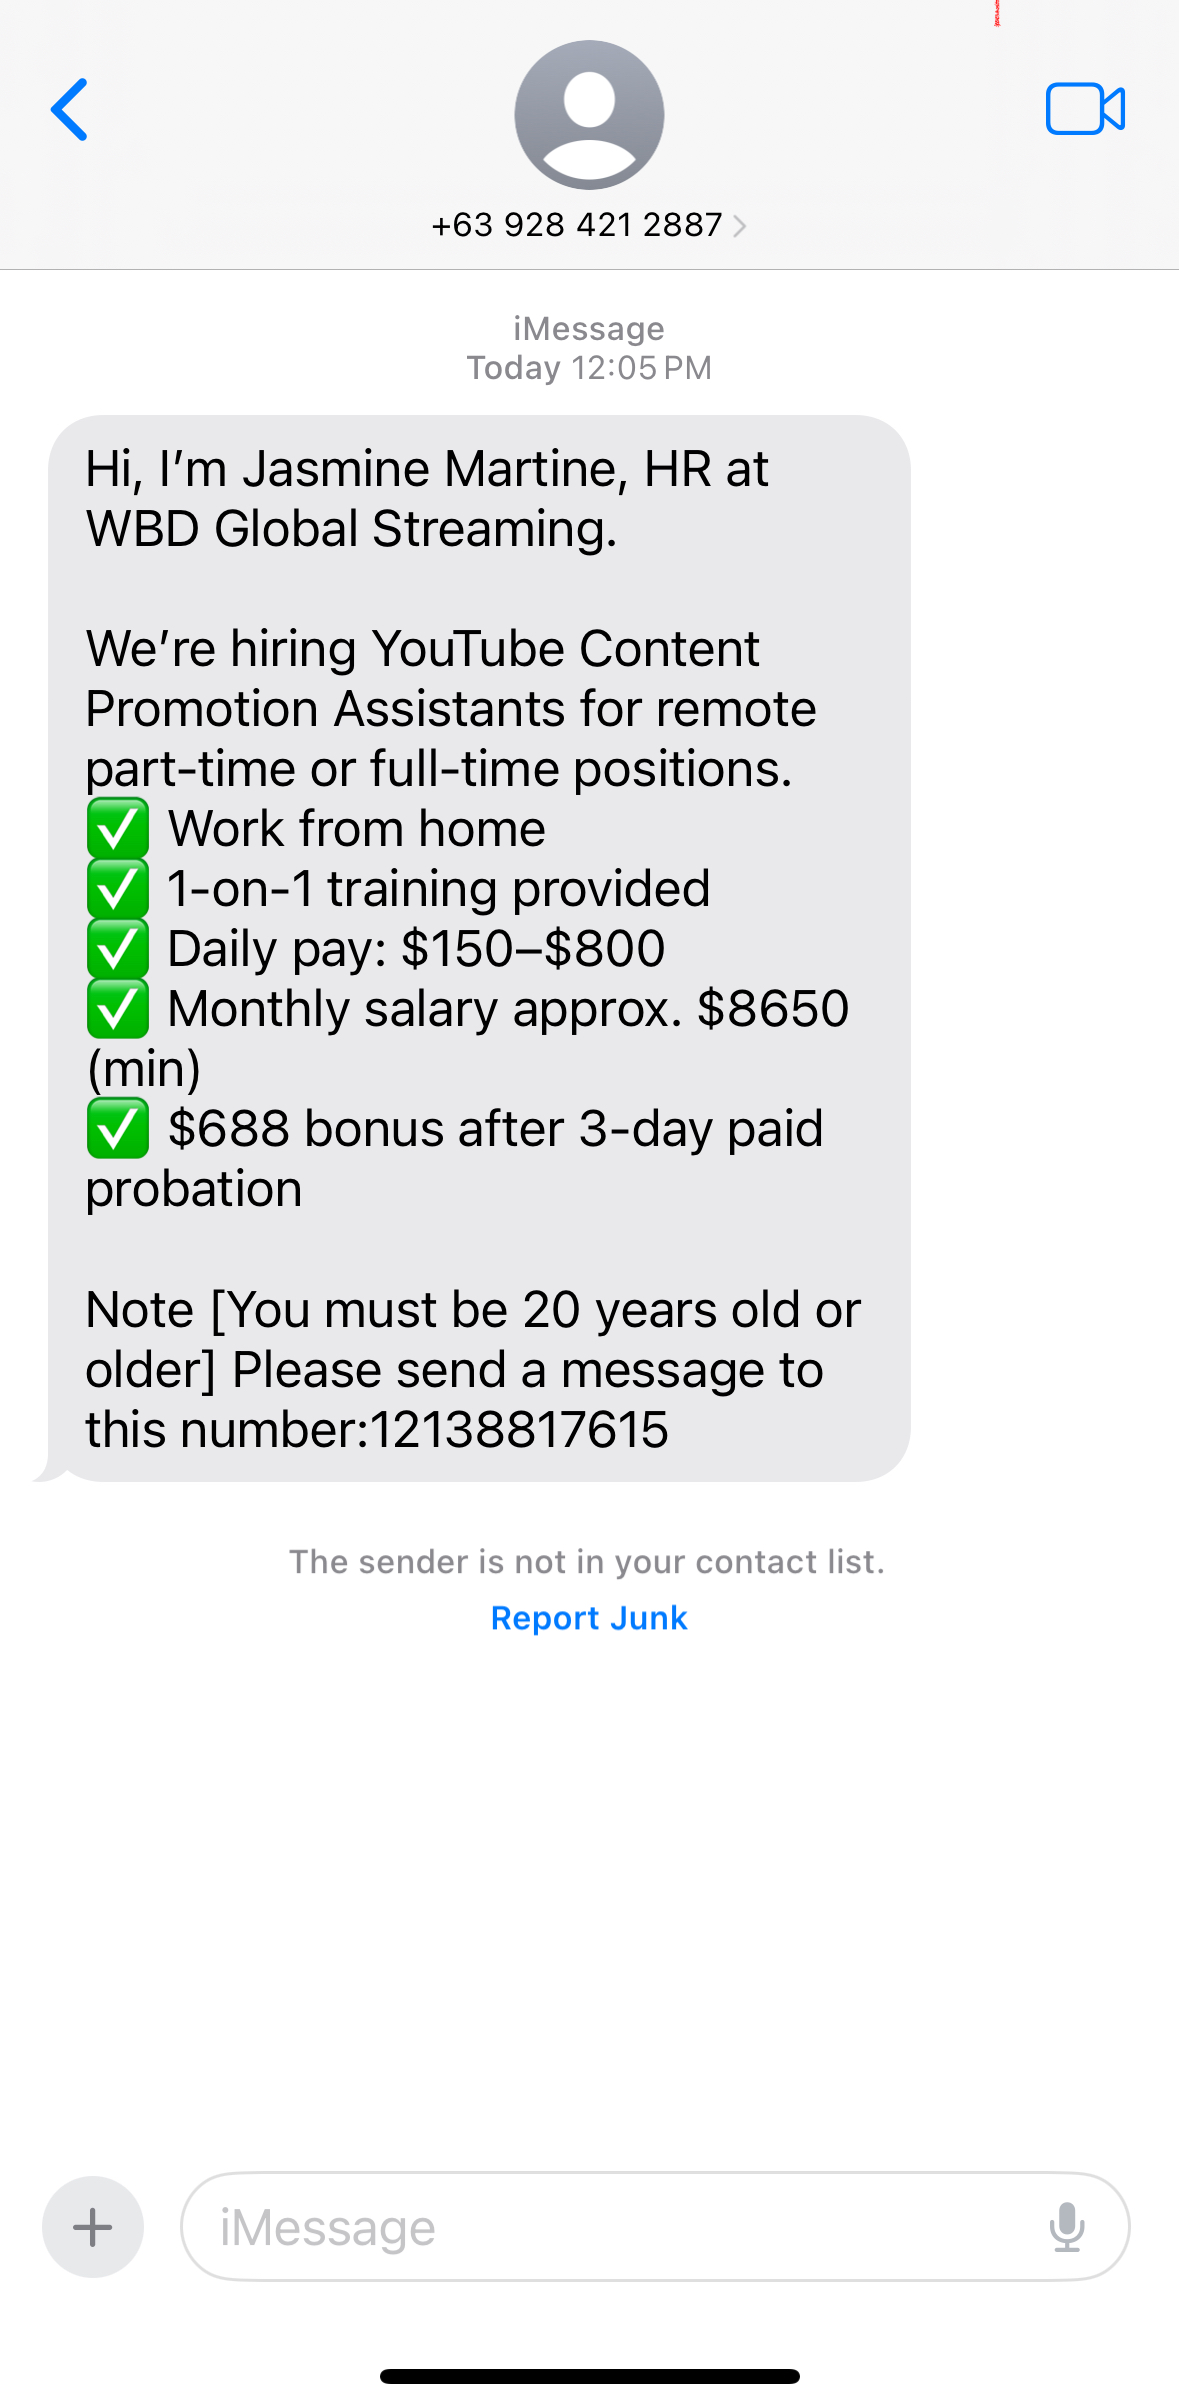 +63 928 421 2887
iMessage
Today 12:05 PM
Hi, I’m Jasmine Martine, HR at
WBD Global Streaming.
We’re hiring YouTube Content
Promotion Assistants for remote
part-time or full-time positions.
✅ Work from home
✅ 1-on-1 training provided
✅ Daily pay: $150–$800
✅ Monthly salary approx. $8650
(min)
✅ $688 bonus after 3-day paid
probation
Note [You must be 20 years old or
older] Please send a message to
this number:12138817615
The sender is not in your contact list.
Report Junk
iMessage